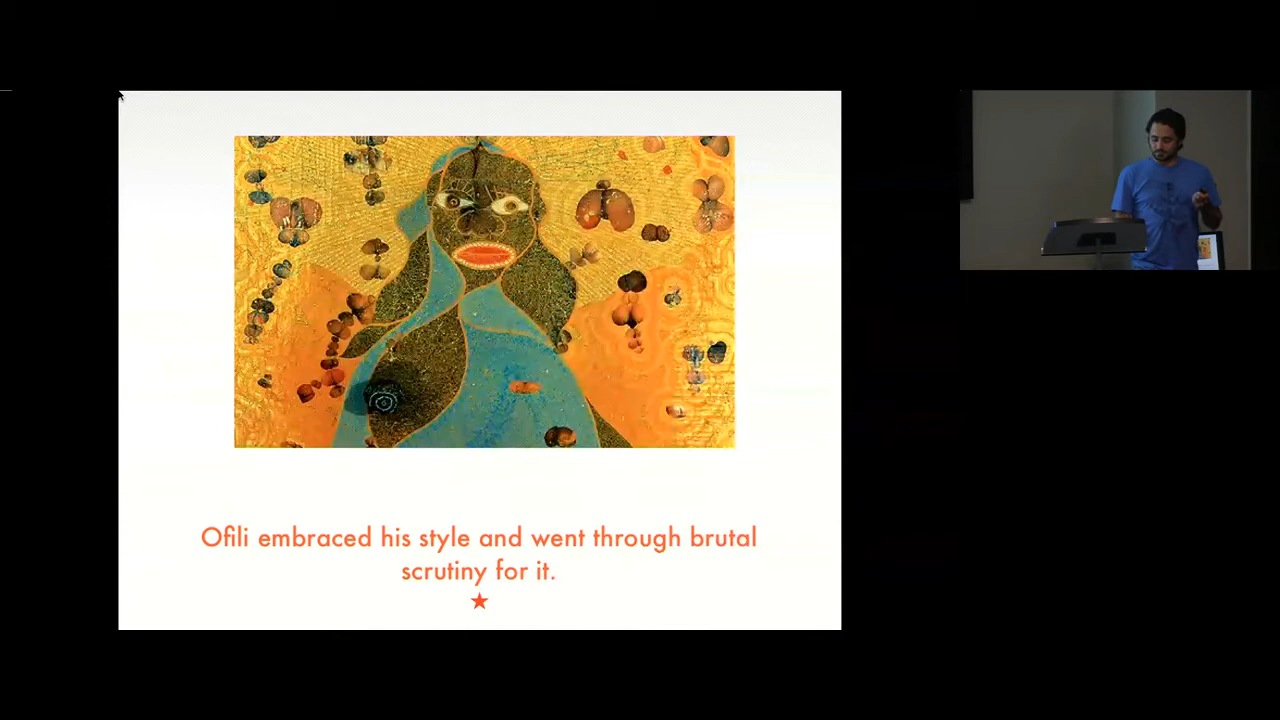 Ofili embraced his style and went through brutal
scrutiny for it.